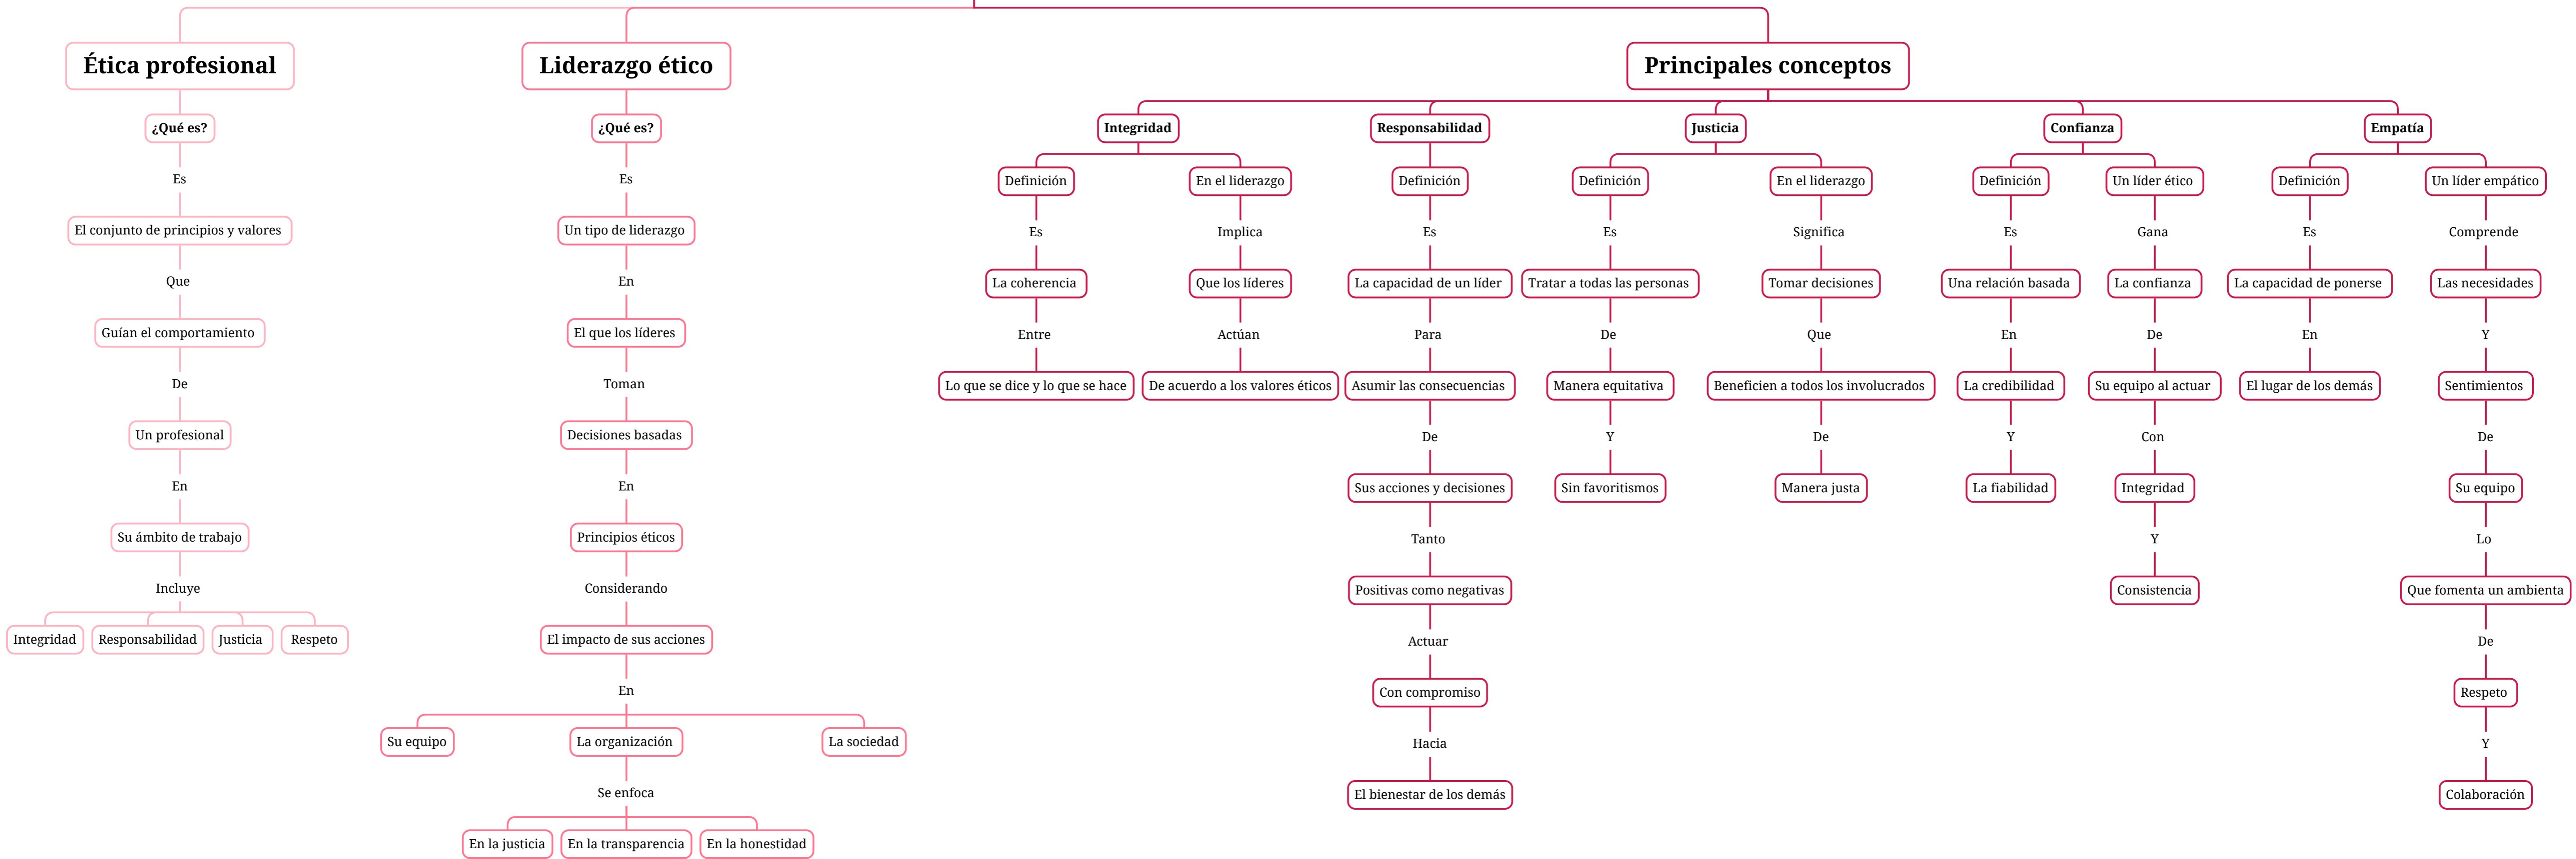 Ética profesional
¿Qué es?
Es
El conjunto de principios y valores
Que
Guían el comportamiento
De
Un profesional
En
Su ámbito de trabajo
Incluye
Integridad
Responsabilidad
Justicia
Respeto
Liderazgo ético
¿Qué es?
Es
Un tipo de liderazgo
En
El que los líderes
Toman
Decisiones basadas
En
Principios éticos
Considerando
El impacto de sus acciones
En
Su equipo
La organización
La sociedad
Se enfoca
En la justicia
En la transparencia
En la honestidad
Principales conceptos
Integridad
Definición
Es
La coherencia
Entre
Lo que se dice y lo que se hace
En el liderazgo
Implica
Que los líderes
Actúan
De acuerdo a los valores éticos
Responsabilidad
Definición
Es
La capacidad de un líder
Para
Asumir las consecuencias
De
Sus acciones y decisiones
Tanto
Positivas como negativas
Actuar
Con compromiso
Hacia
El bienestar de los demás
Justicia
Definición
Es
Tratar a todas las personas
De
Manera equitativa
Y
Sin favoritismos
En el liderazgo
Significa
Tomar decisiones
Que
Beneficien a todos los involucrados
De
Manera justa
Confianza
Definición
Es
Una relación basada
En
La credibilidad
Y
La fiabilidad
Un líder ético
Gana
La confianza
De
Su equipo al actuar
Con
Integridad
Y
Consistencia
Empatía
Definición
Es
La capacidad de ponerse
En
El lugar de los demás
Un líder empático
Comprende
Las necesidades
Y
Sentimientos
De
Su equipo
Lo
Que fomenta un ambienta
De
Respeto
Y
Colaboración